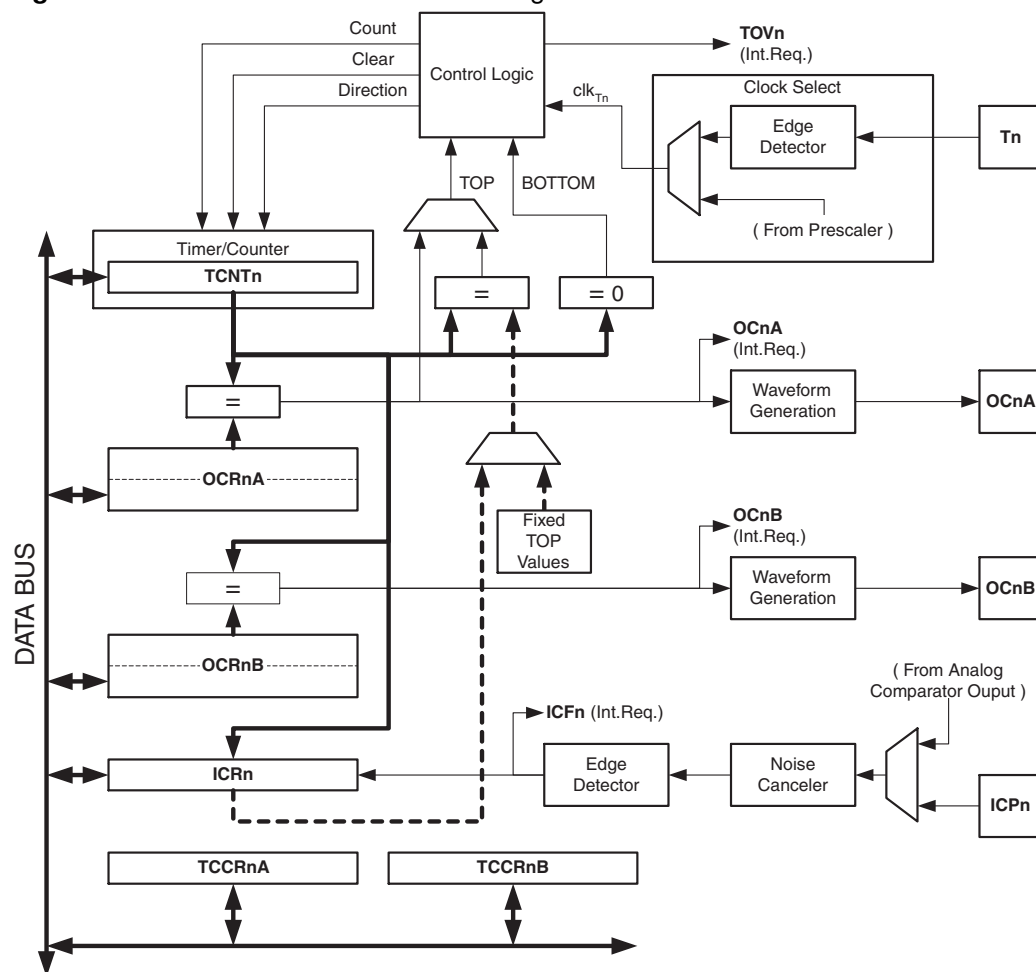 Count
Clear
Direction
Control Logic
TOVn
(Int.Req.)
clkTn
Clock Select
Edge
Detector
Tn
( From Prescaler )
TOP
BOTTOM
Timer/Counter
TCNTn
=
= 0
OCnA
(Int.Req.)
=
Waveform
Generation
OCnA
OCRnA
Fixed
TOP
Values
OCnB
(Int.Req.)
=
Waveform
Generation
OCnB
OCRnB
DATA BUS
( From Analog
Comparator Ouput )
ICFn (Int.Req.)
ICRn
Edge
Detector
Noise
Canceler
ICPn
TCCRnA
TCCRnB